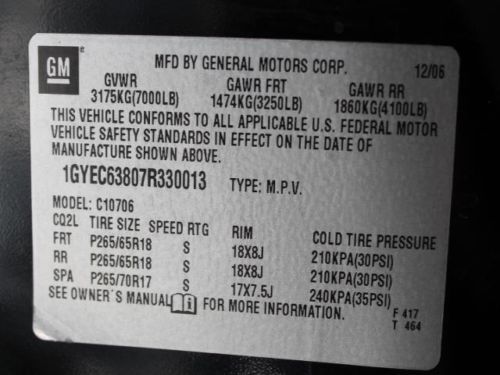 GM
MFD BY GENERAL MOTORS CORP. 12/06
GVWR GAWR FRT GAWR RR
3175KG(7000LB) 1474KG(3250LB) 1860KG(4100LB)
THIS VEHICLE CONFORMS TO ALL APPLICABLE U.S. FEDERAL MOTOR
VEHICLE SAFETY STANDARDS IN EFFECT ON THE DATE OF
MANUFACTURE SHOWN ABOVE.
1GYEC63807R330013 TYPE: M.P.V.
MODEL: C10706
CQ2L TIRE SIZE SPEED RTG RIM COLD TIRE PRESSURE
FRT P265/65R18 S 18X8J 210KPA(30PSI)
RR P265/65R18 S 18X8J 210KPA(30PSI)
SPA P265/70R17 S 17X7.5J 240KPA(35PSI)
SEE OWNER'S MANUAL FOR MORE INFORMATION.
F 417
T 464